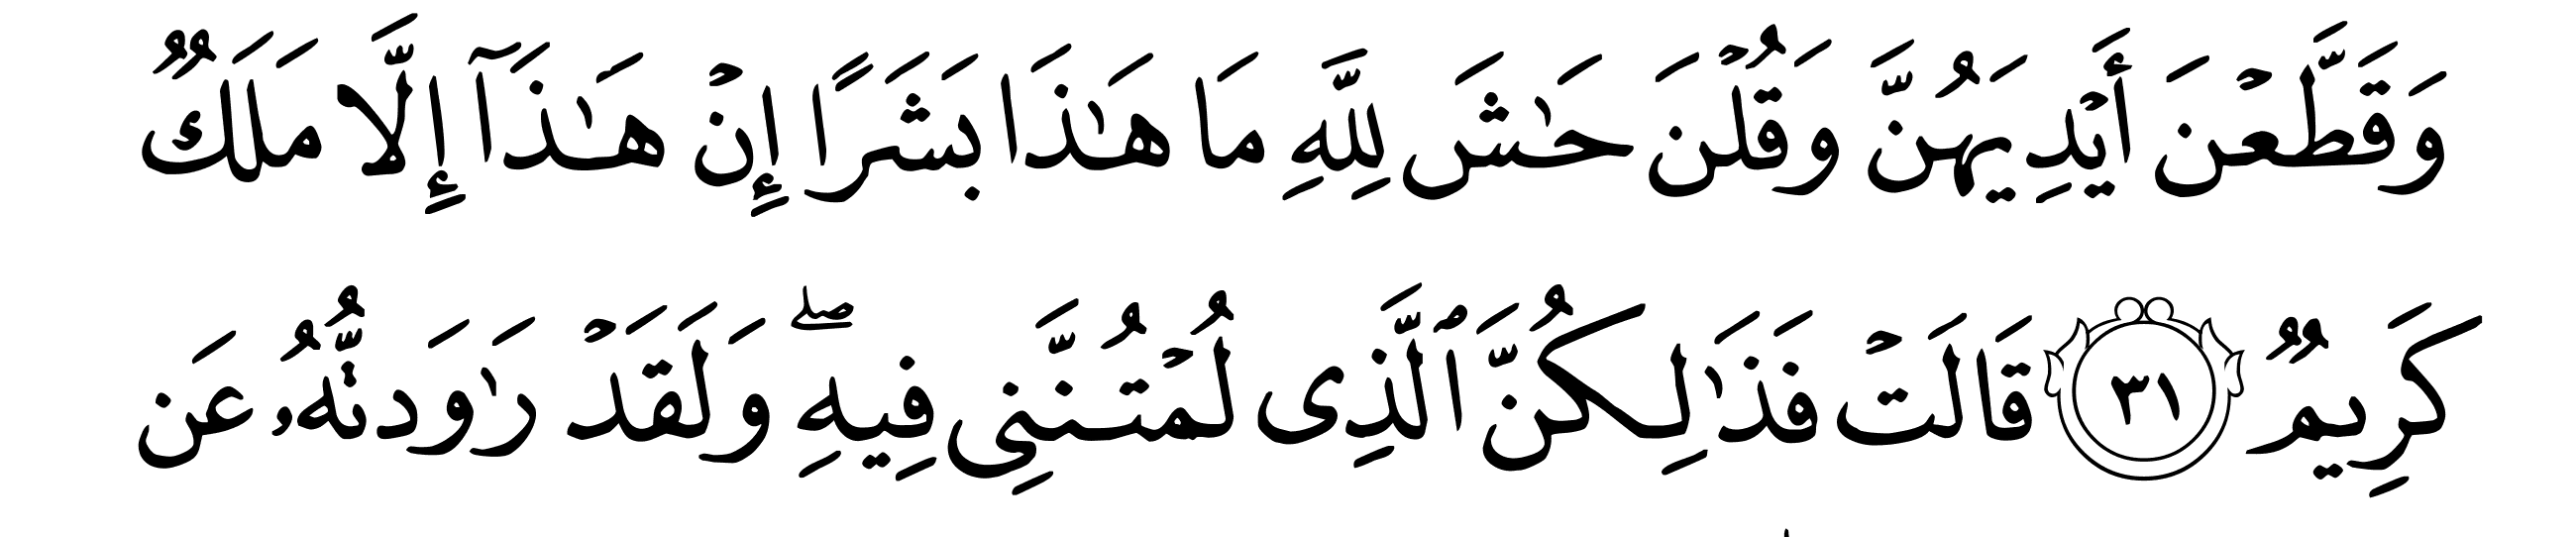 وَقَطَّعۡنَ أَيۡدِيَهُنَّ وَقُلۡنَ حَٰشَ لِلَّهِ مَا هَٰذَا بَشَرًا إِنۡ هَٰذَآ إِلَّا مَلَكٞ
كَرِيمٞ ٣١ قَالَتۡ فَذَٰلِكُنَّ ٱلَّذِي لُمۡتُنَّنِي فِيهِۖ وَلَقَدۡ رَٰوَدتُّهُۥ عَن